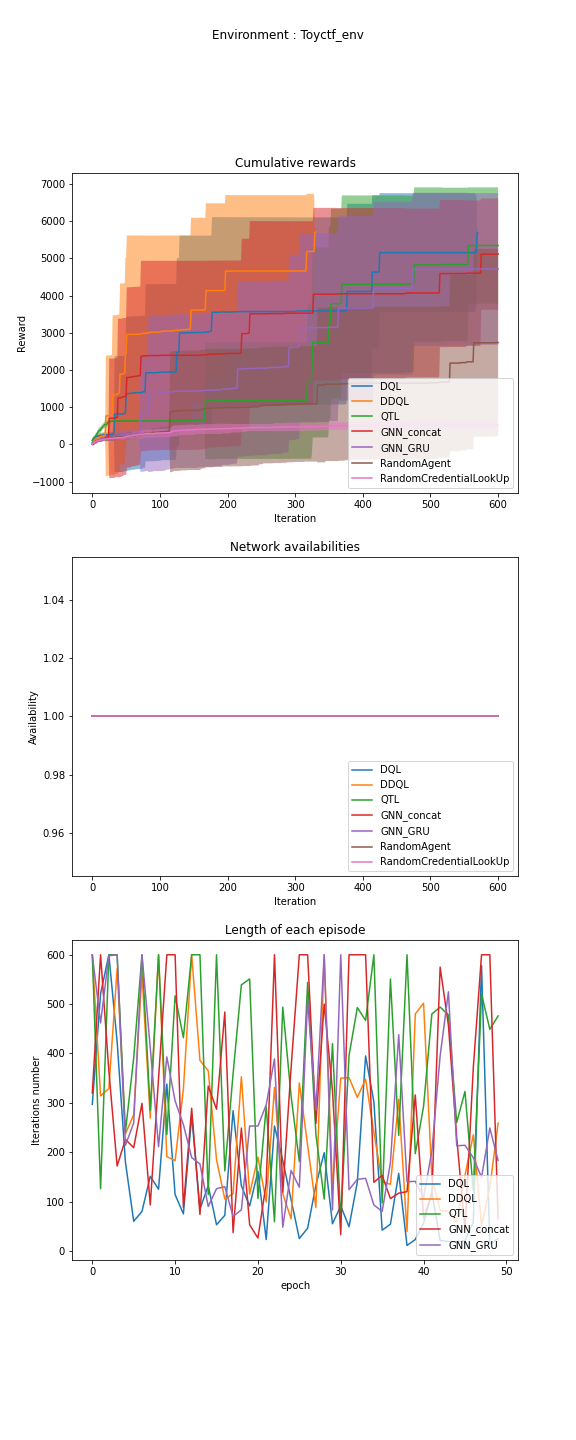 Environment : Toyctf_env
Cumulative rewards
7000
6000
5000
4000
3000
2000
1000
0
−1000
Reward
0
100
200
300
400
500
600
Iteration
DQL
DDQL
QTL
GNN_concat
GNN_GRU
RandomAgent
RandomCredentialLookUp
Network availabilities
1.04
1.02
1.00
0.98
0.96
Availability
0
100
200
300
400
500
600
Iteration
DQL
DDQL
QTL
GNN_concat
GNN_GRU
RandomAgent
RandomCredentialLookUp
Length of each episode
600
500
400
300
200
100
0
Iterations number
0
10
20
30
40
50
epoch
DQL
DDQL
QTL
GNN_concat
GNN_GRU